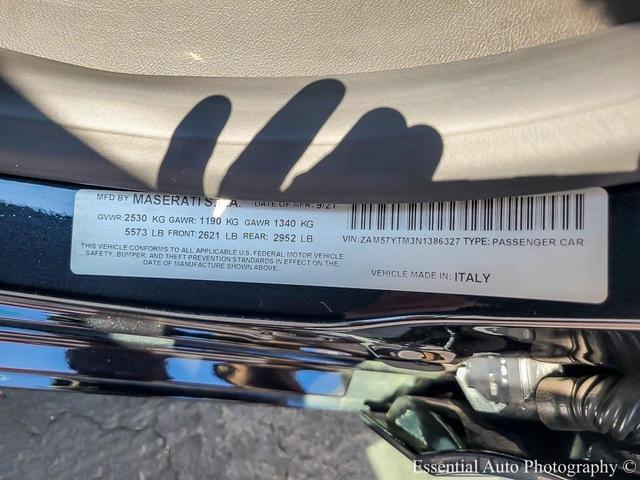 MFD BY MASERATI S.P.A. DATE OF MFR. 9/21
GVWR: 2530 KG GAWR: 1190 KG GAWR 1340 KG
5573 LB FRONT: 2621 LB REAR: 2952 LB
THIS VEHICLE CONFORMS TO ALL APPLICABLE U.S. FEDERAL MOTOR VEHICLE
SAFETY, BUMPER, AND THEFT PREVENTION STANDARDS IN EFFECT ON THE
DATE OF MANUFACTURE SHOWN ABOVE.
VIN: ZAM57YTM3N1386327 TYPE: PASSENGER CAR
VEHICLE MADE IN ITALY
Essential Auto Photography ©